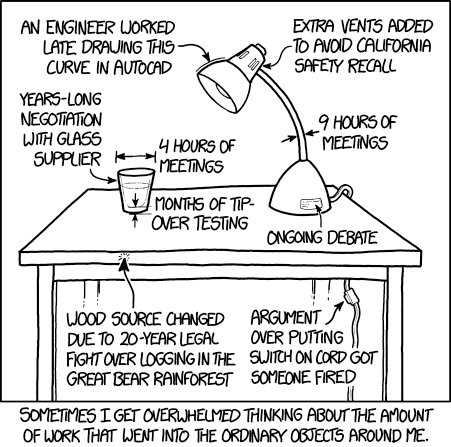 AN ENGINEER WORKED
LATE DRAWING THIS
CURVE IN AUTOCAD
EXTRA VENTS ADDED
TO AVOID CALIFORNIA
SAFETY RECALL
YEARS-LONG
NEGOTIATION
WITH GLASS
SUPPLIER
4 HOURS OF
MEETINGS
9 HOURS OF
MEETINGS
MONTHS OF TIP-
OVER TESTING
ONGOING DEBATE
WOOD SOURCE CHANGED
DUE TO 20-YEAR LEGAL
FIGHT OVER LOGGING IN THE
GREAT BEAR RAINFOREST
ARGUMENT
OVER PUTTING
SWITCH ON CORD GOT
SOMEONE FIRED
SOMETIMES I GET OVERWHELMED THINKING ABOUT THE AMOUNT
OF WORK THAT WENT INTO THE ORDINARY OBJECTS AROUND ME.